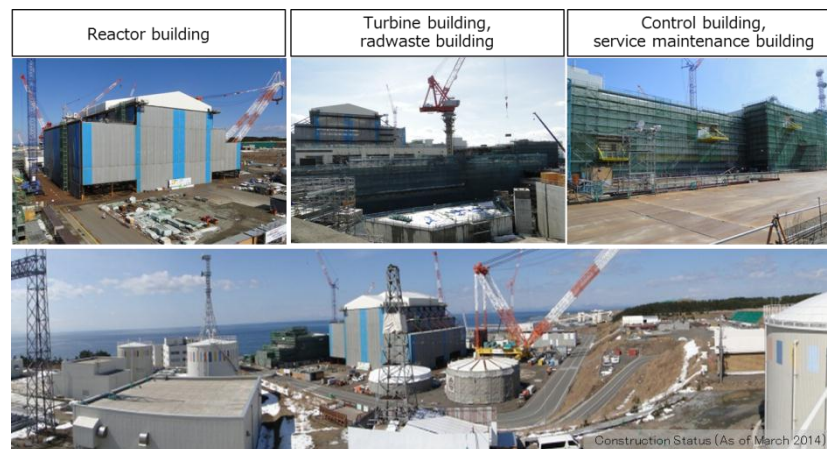 Reactor building
Turbine building,
radwaste building
Control building,
service maintenance building
Construction Status (As of March 2014)